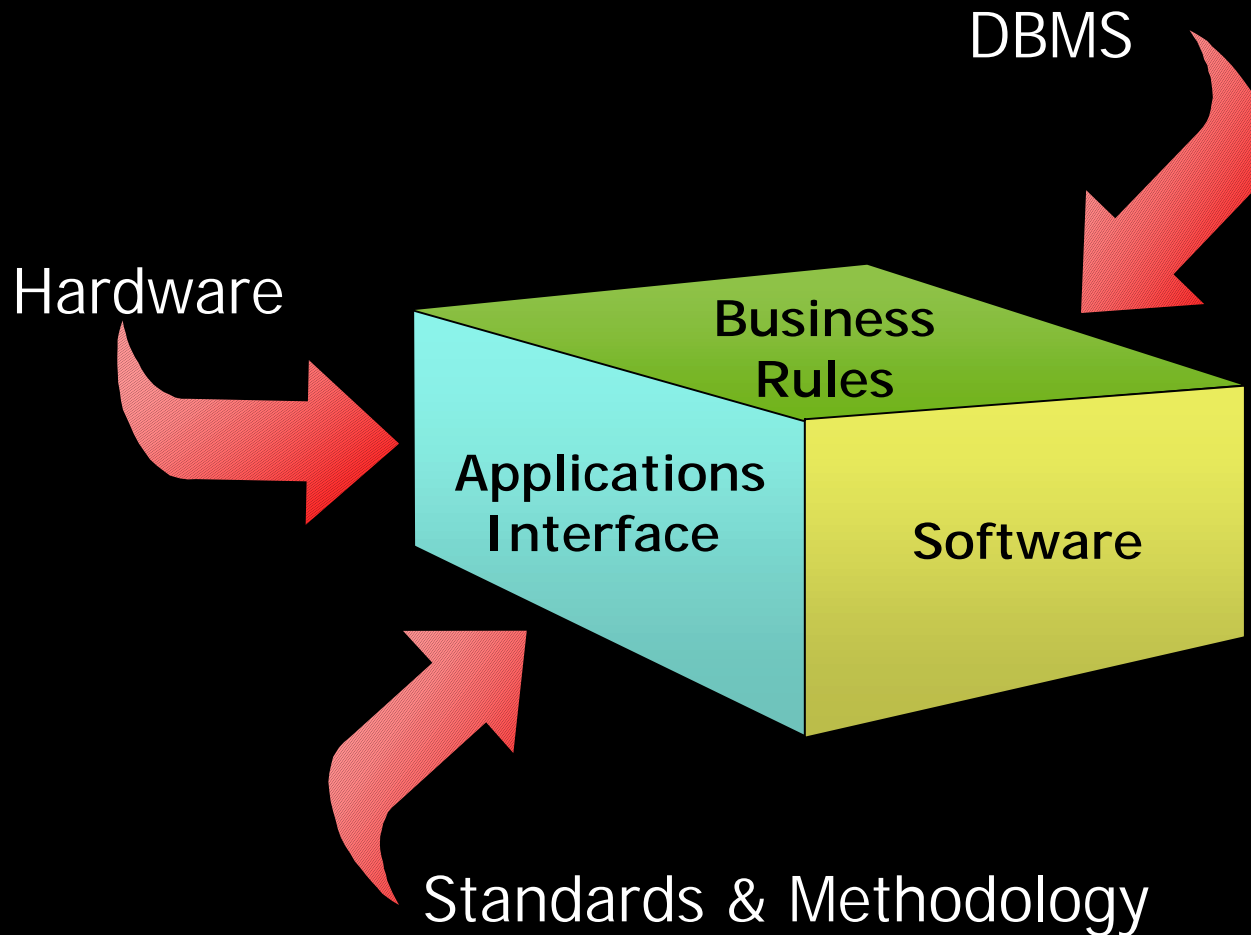 DBMS
Hardware
Business
Rules
Applications
Interface
Software
Standards & Methodology